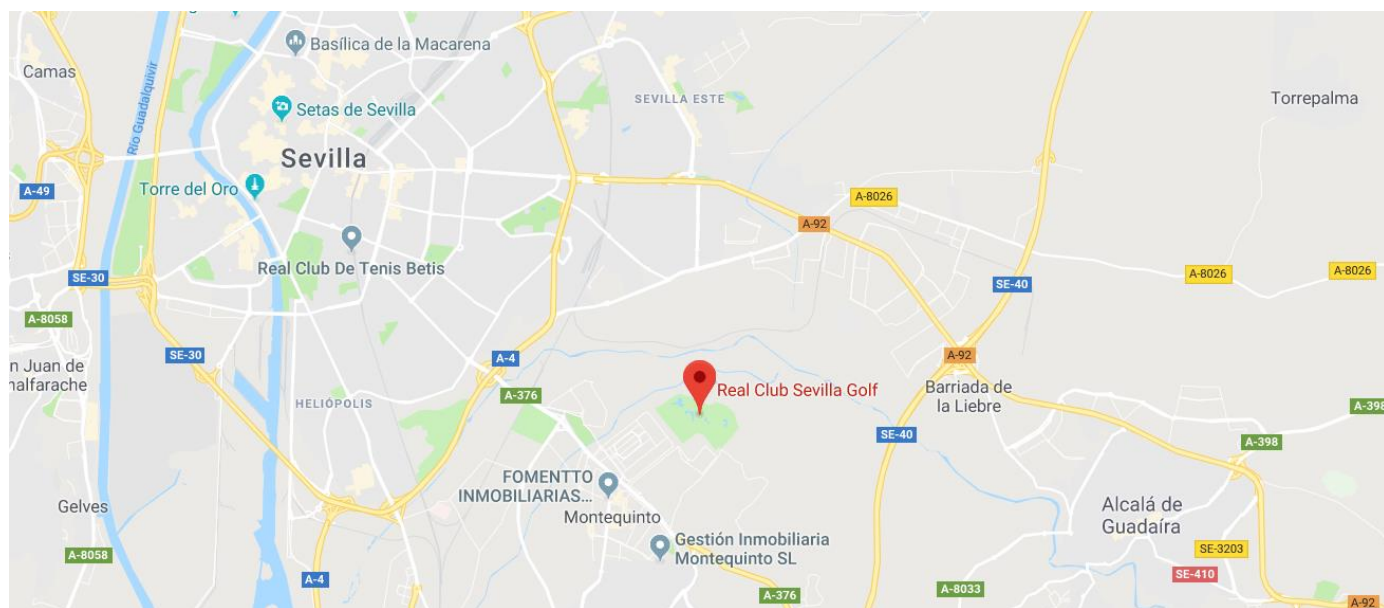 Basílica de la Macarena
Camas
SEVILLA ESTE
Torrepalma
Río Guadalquivir
Setas de Sevilla
Sevilla
A-49
Torre del Oro
A-8026
A-92
Real Club De Tenis Betis
SE-30
SE-40
A-8026
A-8026
A-8058
SE-30
A-4
A-92
n Juan de
nalfarache
A-376
Real Club Sevilla Golf
Barriada de
la Liebre
HELIÓPOLIS
A-398
SE-40
A-398
FOMENTTO
INMOBILIARIAS...
Montequinto
Gelves
Alcalá de
Guadaíra
Gestión Inmobiliaria
Montequinto SL
A-8058
SE-3203
A-4
SE-410
A-376
A-8033
A-92